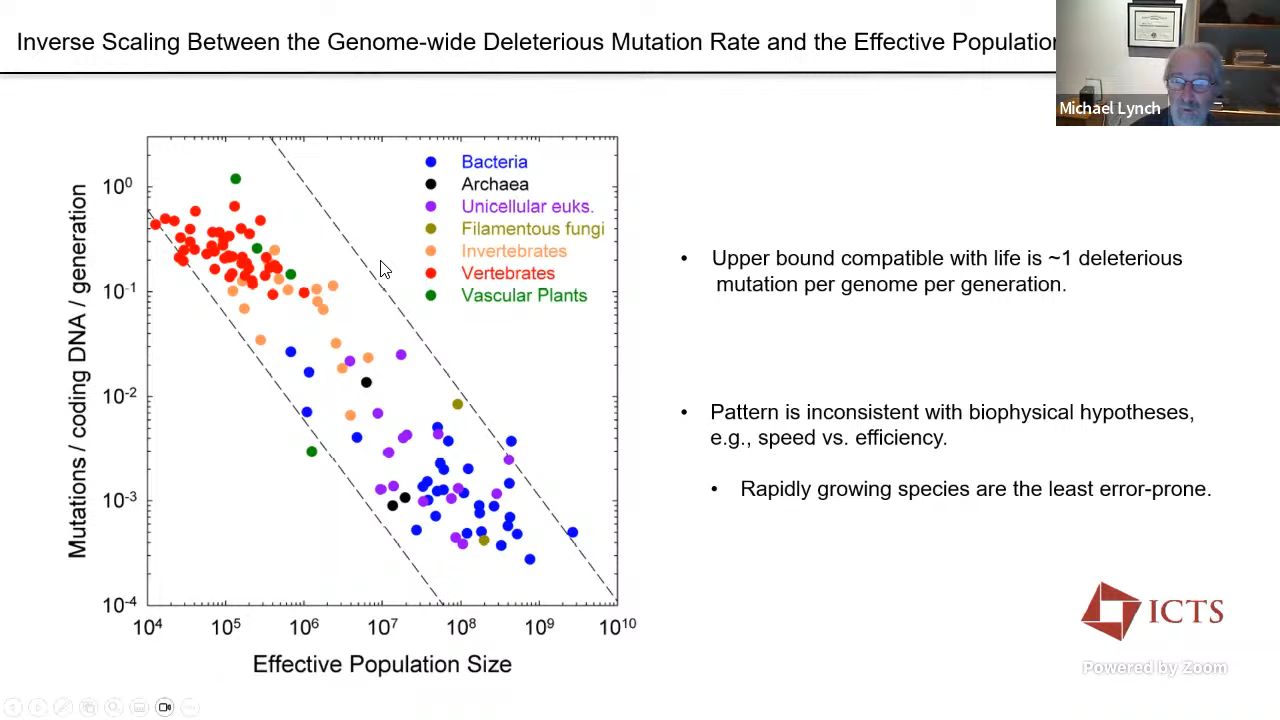 Inverse Scaling Between the Genome-wide Deleterious Mutation Rate and the Effective Population
Michael Lynch
Mutations / coding DNA / generation
10⁰
10⁻¹
10⁻²
10⁻³
10⁻⁴
Bacteria
Archaea
Unicellular euks.
Filamentous fungi
Invertebrates
Vertebrates
Vascular Plants
10⁴ 10⁵ 10⁶ 10⁷ 10⁸ 10⁹ 10¹⁰
Effective Population Size
• Upper bound compatible with life is ~1 deleterious
mutation per genome per generation.
• Pattern is inconsistent with biophysical hypotheses,
e.g., speed vs. efficiency.
• Rapidly growing species are the least error-prone.
ICTS
Powered by Zoom